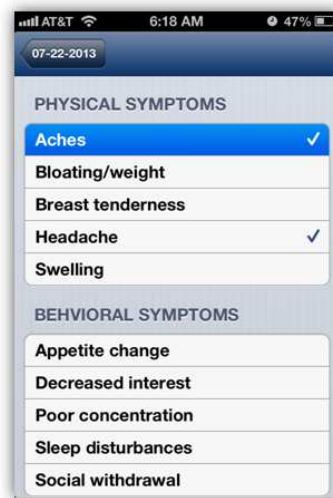 AT&T 6:18 AM 47%
07-22-2013
PHYSICAL SYMPTOMS
Aches
Bloating/weight
Breast tenderness
Headache
Swelling
BEHVIORAL SYMPTOMS
Appetite change
Decreased interest
Poor concentration
Sleep disturbances
Social withdrawal